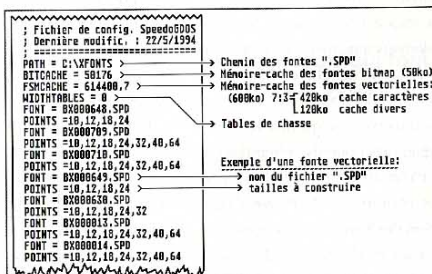 ; Fichier de config. SpeedoGDOS
; Dernière modific. : 22/5/1994
; =============================
PATH = C:\XFONTS
BITCACHE = 50176
FSMCACHE = 614400,7
WIDTHTABLES = 0
FONT = BX000648.SPD
POINTS =10,12,18,24
FONT = BX000709.SPD
POINTS =10,12,18,24,32,40,64
FONT = BX000710.SPD
POINTS =10,12,18,24,32,40,64
FONT = BX000649.SPD
POINTS =10,12,18,24
FONT = BX000630.SPD
POINTS =10,12,18,24,32
FONT = BX000013.SPD
POINTS =10,12,18,24,32,40,64
FONT = BX000014.SPD
POINTS =10,12,18,24,32,40,64
Chemin des fontes ".SPD"
Mémoire-cache des fontes bitmap (50ko)
Mémoire-cache des fontes vectorielles:
(600ko) 7:3= 420ko cache caractères
120ko cache divers
Tables de chasse
Exemple d'une fonte vectorielle:
nom du fichier ".SPD"
tailles à construire